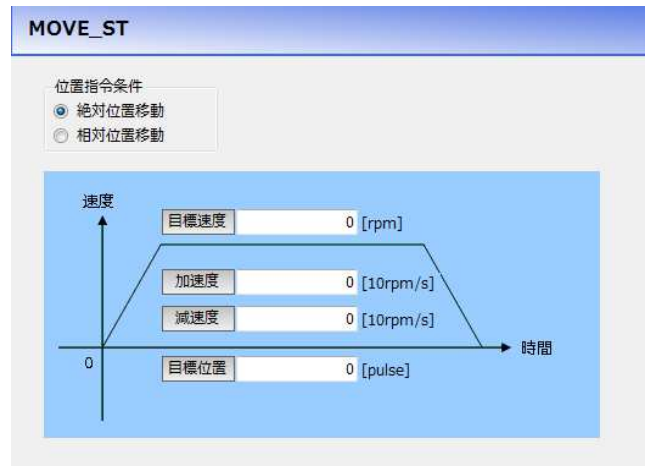 MOVE_ST
位置指令条件
絶対位置移動
相対位置移動
速度
目標速度 0 [rpm]
加速度 0 [10rpm/s]
減速度 0 [10rpm/s]
時間
0
目標位置 0 [pulse]